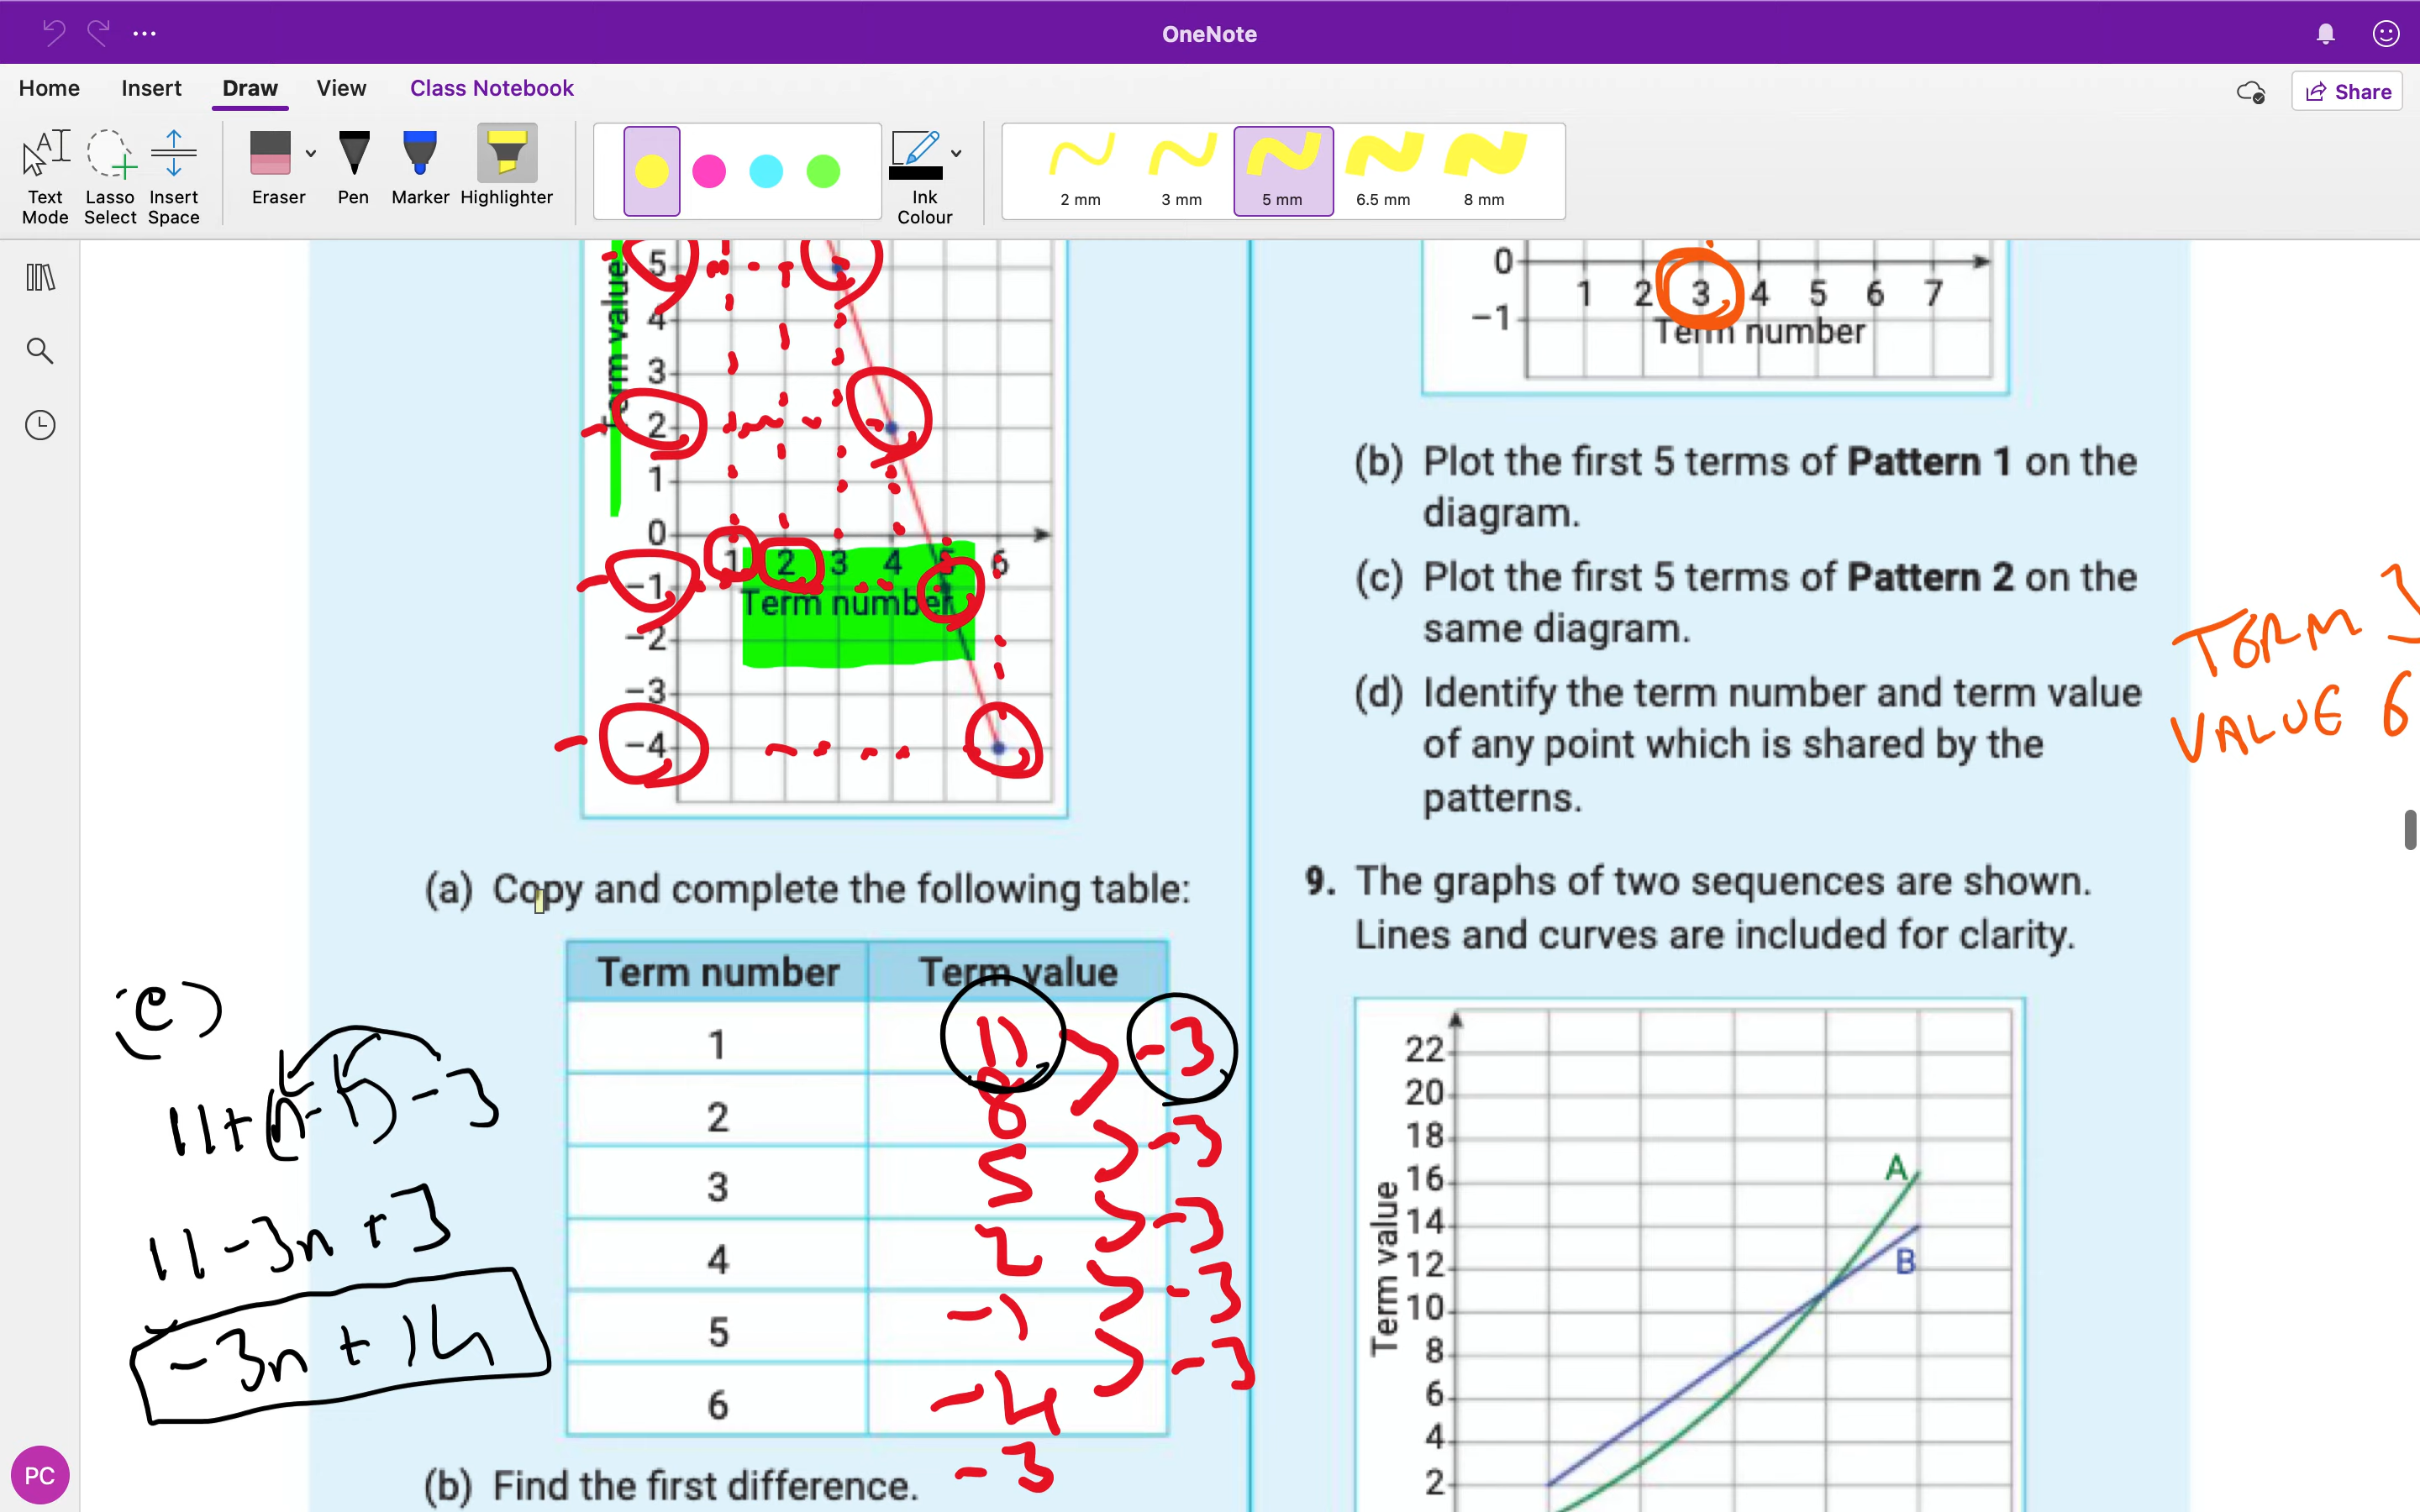 OneNote
Home Insert Draw View Class Notebook
Share
Text Mode
Lasso Select
Insert Space
Eraser
Pen
Marker
Highlighter
Ink Colour
2 mm
3 mm
5 mm
6.5 mm
8 mm
Term value
5
4
3
2
1
0
−1
−2
−3
−4
1 2 3 4 5 6
Term number
(a) Copy and complete the following table:
Term number Term value
1 11 -3
2 8 -3
3 5 -3
4 2 -3
5 -1 -3
6 -4
(b) Find the first difference. -3
(e)
11+(n-1)-3
11-3n+3
-3n+14
0
−1
1 2 3 4 5 6 7
Term number
(b) Plot the first 5 terms of Pattern 1 on the
diagram.
(c) Plot the first 5 terms of Pattern 2 on the
same diagram.
(d) Identify the term number and term value
of any point which is shared by the
patterns.
TERM 3
VALUE 6
9. The graphs of two sequences are shown.
Lines and curves are included for clarity.
Term value
22
20
18
16
14
12
10
8
6
4
2
A
B
PC